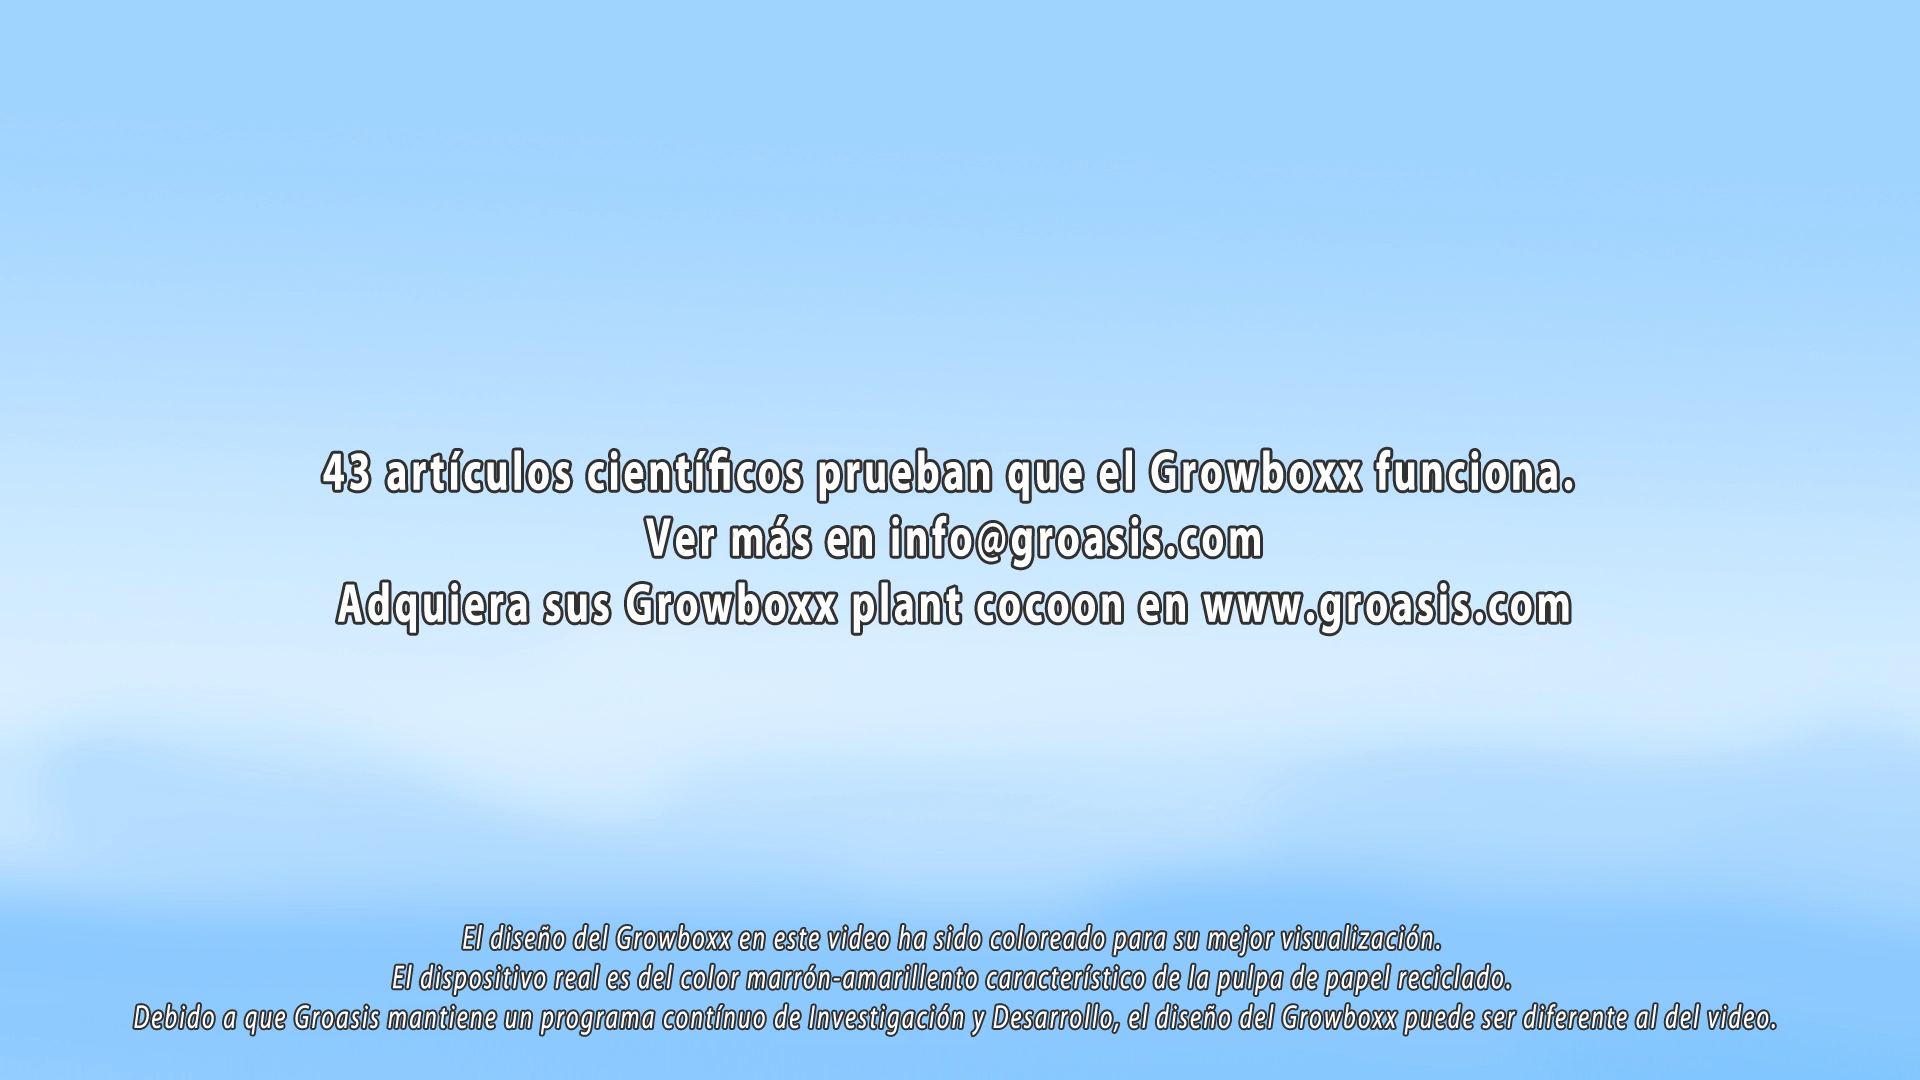 43 artículos científicos prueban que el Growboxx funciona.
Ver más en info@groasis.com
Adquiera sus Growboxx plant cocoon en www.groasis.com
El diseño del Growboxx en este video ha sido coloreado para su mejor visualización.
El dispositivo real es del color marrón-amarillento característico de la pulpa de papel reciclado.
Debido a que Groasis mantiene un programa contínuo de Investigación y Desarrollo, el diseño del Growboxx puede ser diferente al del video.